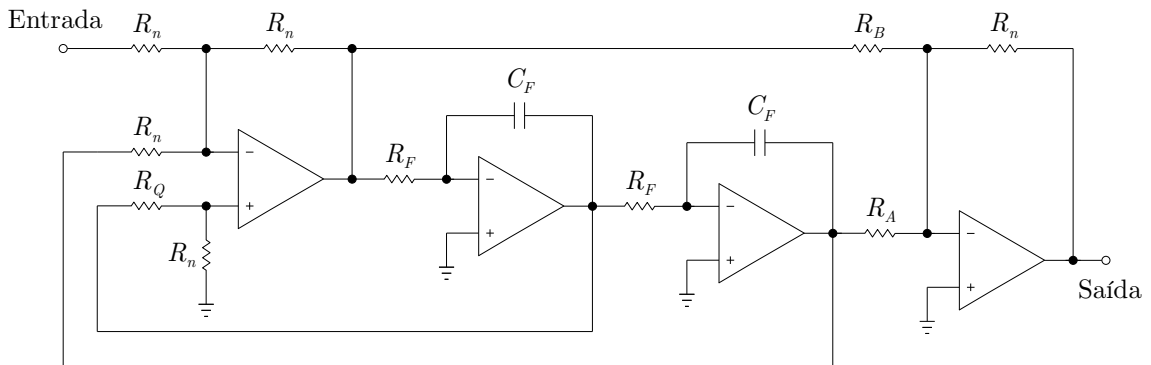 Entrada
R_n
R_n
R_B
R_n
C_F
C_F
R_n
R_F
R_Q
R_F
R_A
R_n
Saída